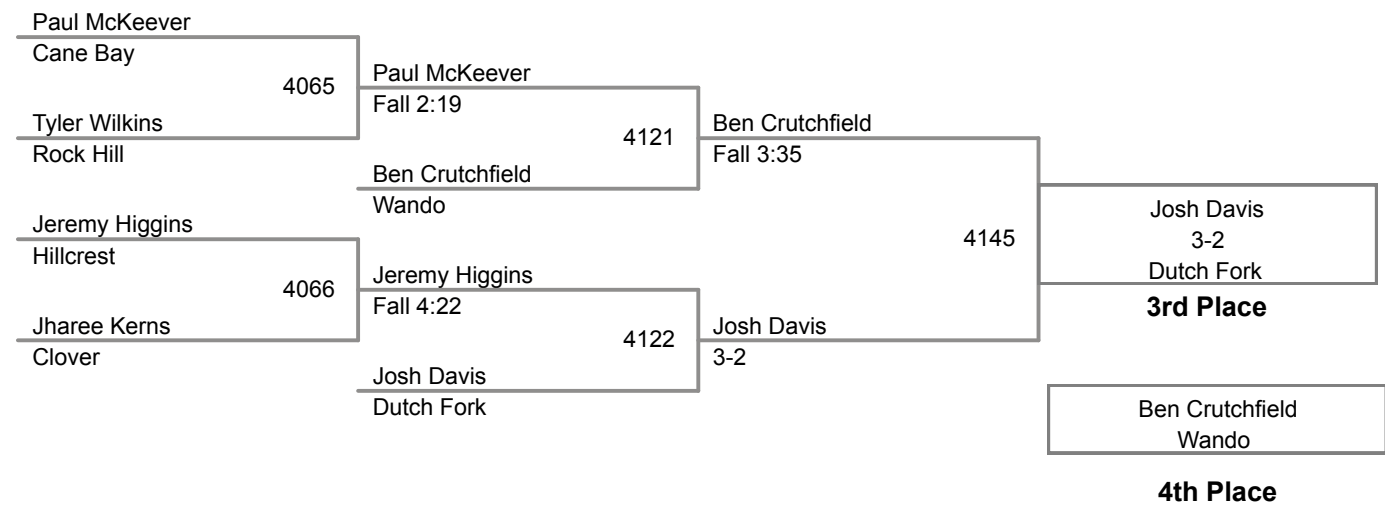 Paul McKeever
Cane Bay
4065
Tyler Wilkins
Rock Hill
Jeremy Higgins
Hillcrest
4066
Jharee Kerns
Clover
Paul McKeever
Fall 2:19
4121
Ben Crutchfield
Wando
Jeremy Higgins
Fall 4:22
4122
Josh Davis
Dutch Fork
Ben Crutchfield
Fall 3:35
4145
Josh Davis
3-2
Josh Davis
3-2
Dutch Fork
3rd Place
Ben Crutchfield
Wando
4th Place